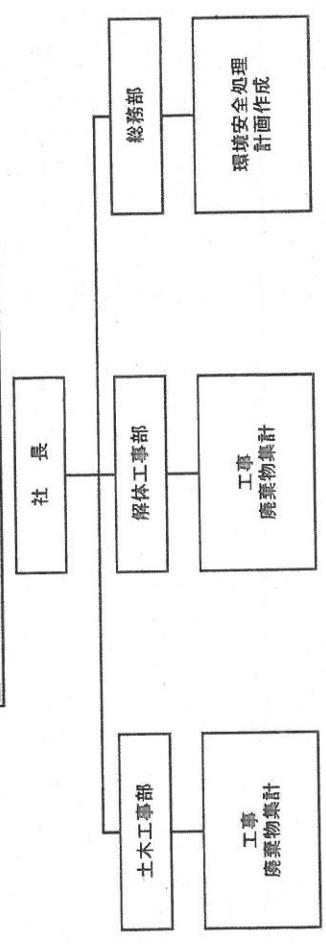 社　長
土木工事部
解体工事部
総務部
工事
廃棄物集計
工事
廃棄物集計
環境安全処理
計画作成